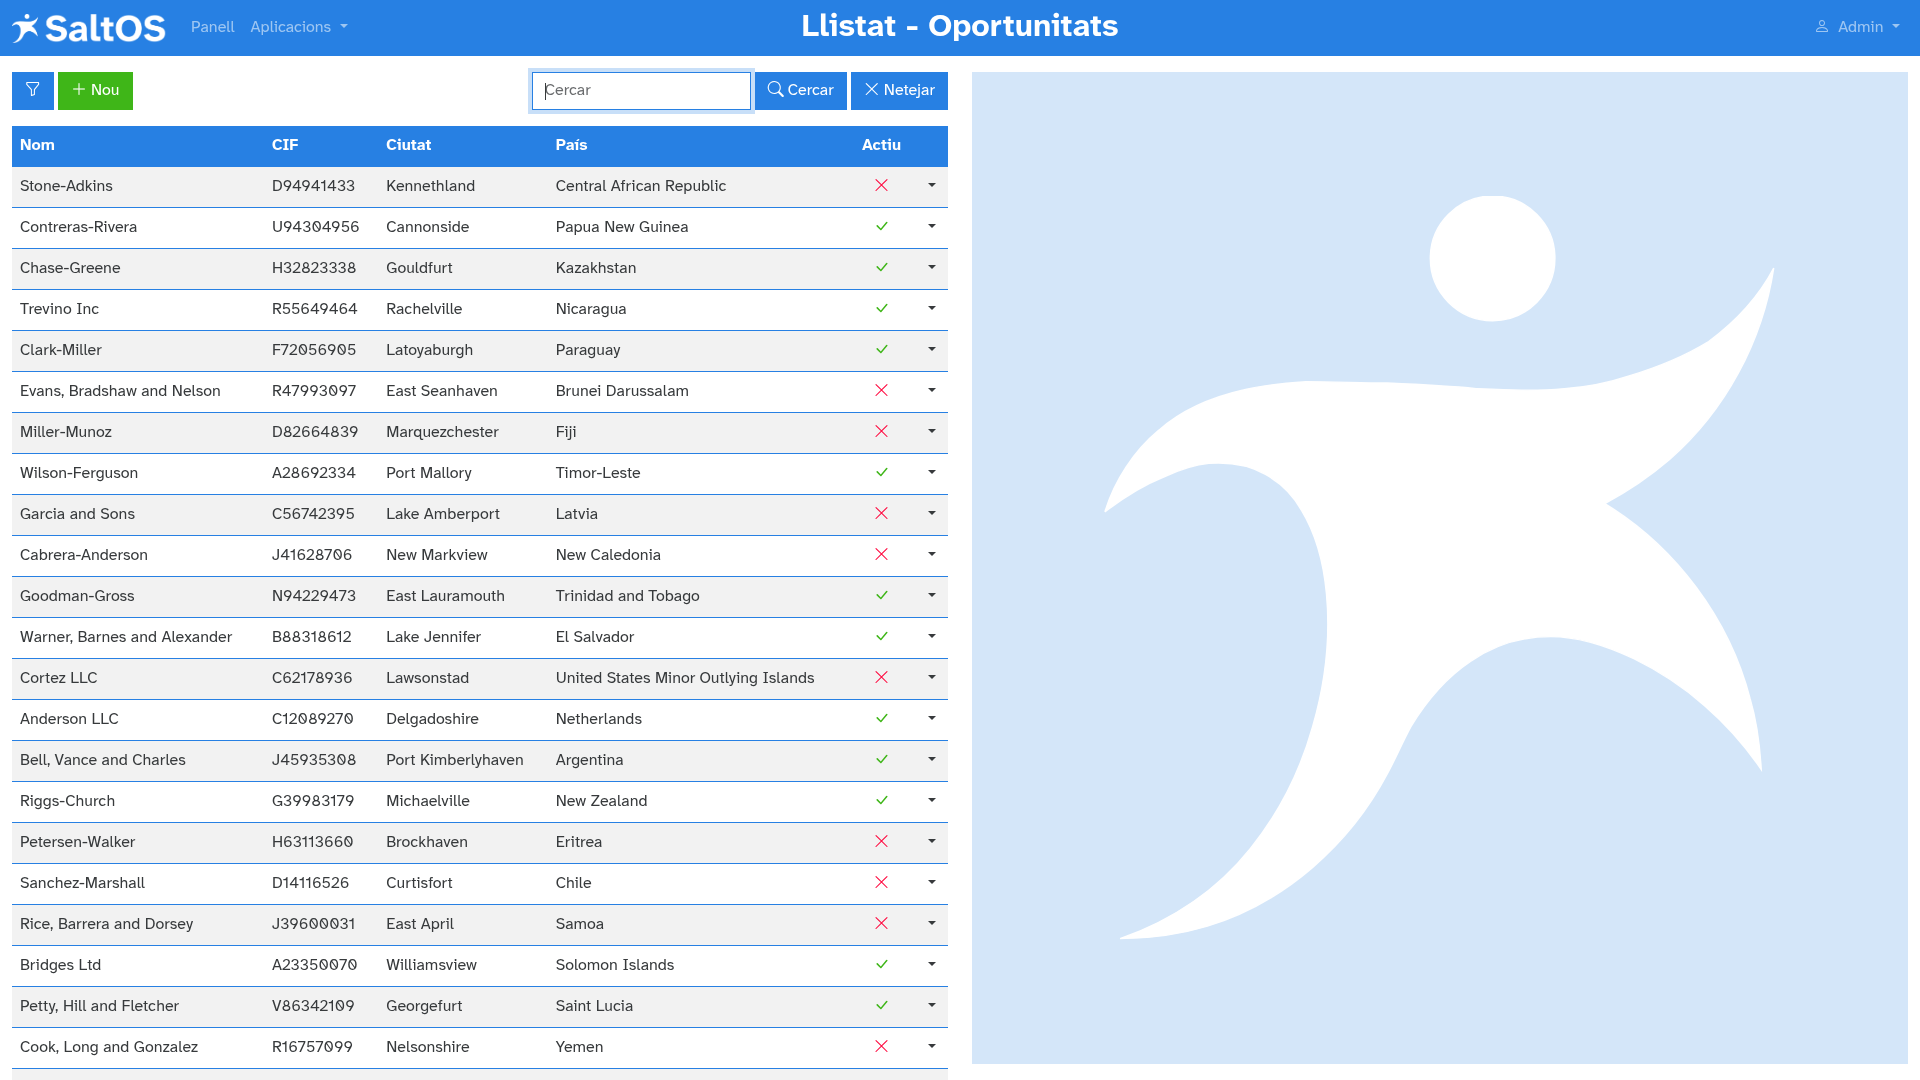 SaltOS Panell Aplicacions Llistat - Oportunitats Admin
Nou Cercar Cercar Netejar
Nom CIF Ciutat País Actiu
Stone-Adkins D94941433 Kennethland Central African Republic
Contreras-Rivera U94304956 Cannonside Papua New Guinea
Chase-Greene H32823338 Gouldfurt Kazakhstan
Trevino Inc R55649464 Rachelville Nicaragua
Clark-Miller F72056905 Latoyaburgh Paraguay
Evans, Bradshaw and Nelson R47993097 East Seanhaven Brunei Darussalam
Miller-Munoz D82664839 Marquezchester Fiji
Wilson-Ferguson A28692334 Port Mallory Timor-Leste
Garcia and Sons C56742395 Lake Amberport Latvia
Cabrera-Anderson J41628706 New Markview New Caledonia
Goodman-Gross N94229473 East Lauramouth Trinidad and Tobago
Warner, Barnes and Alexander B88318612 Lake Jennifer El Salvador
Cortez LLC C62178936 Lawsonstad United States Minor Outlying Islands
Anderson LLC C12089270 Delgadoshire Netherlands
Bell, Vance and Charles J45935308 Port Kimberlyhaven Argentina
Riggs-Church G39983179 Michaelville New Zealand
Petersen-Walker H63113660 Brockhaven Eritrea
Sanchez-Marshall D14116526 Curtisfort Chile
Rice, Barrera and Dorsey J39600031 East April Samoa
Bridges Ltd A23350070 Williamsview Solomon Islands
Petty, Hill and Fletcher V86342109 Georgefurt Saint Lucia
Cook, Long and Gonzalez R16757099 Nelsonshire Yemen